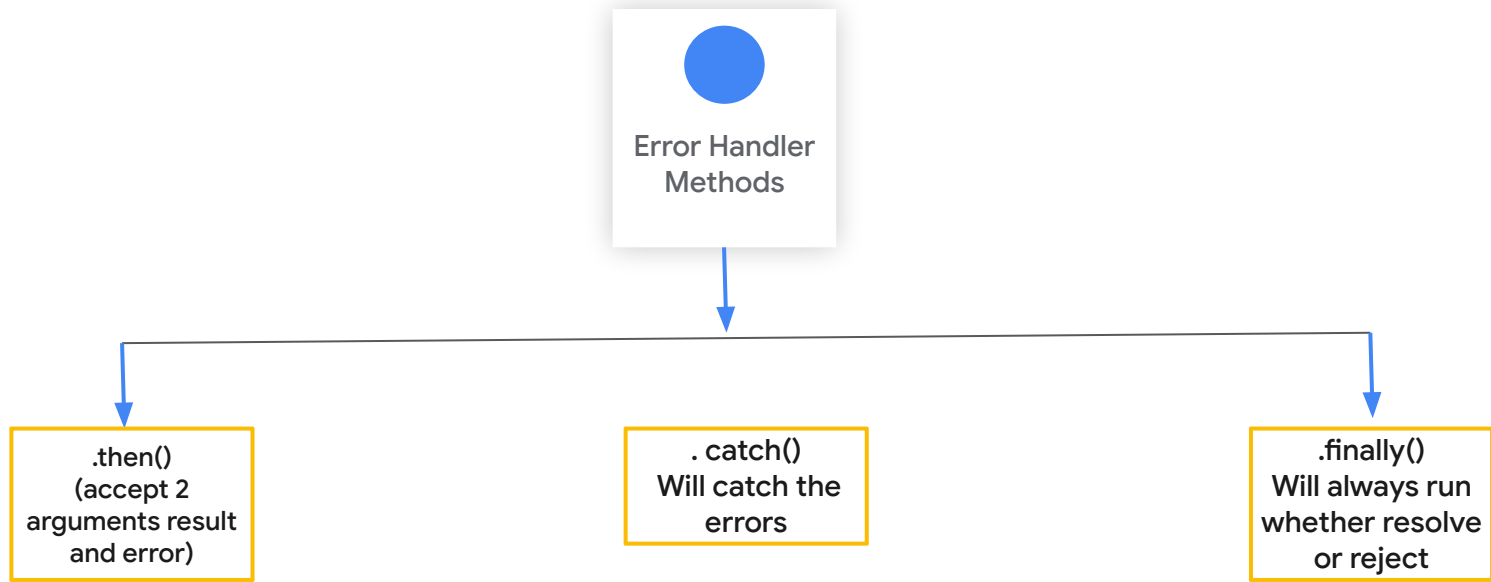 Error Handler
Methods
.then()
(accept 2
arguments result
and error)
. catch()
Will catch the
errors
.finally()
Will always run
whether resolve
or reject